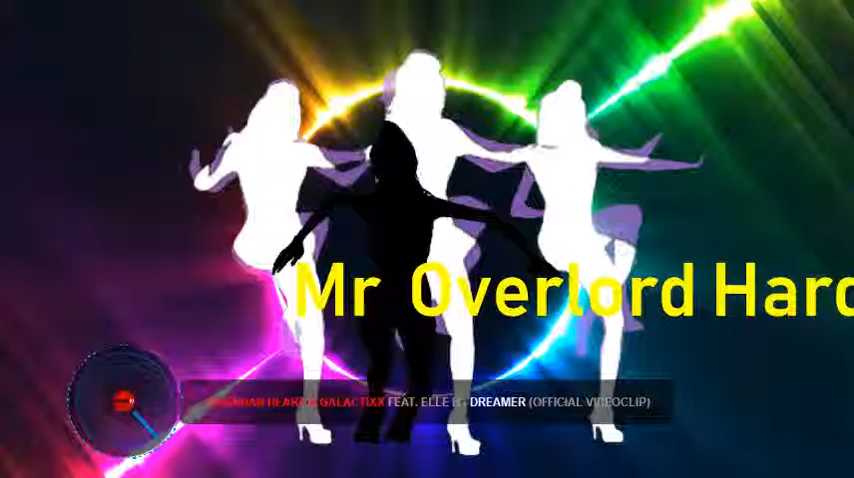 Mr Overlord Hard
GALACTIXX FEAT. ELLE B - DREAMER (OFFICIAL VIDEOCLIP)